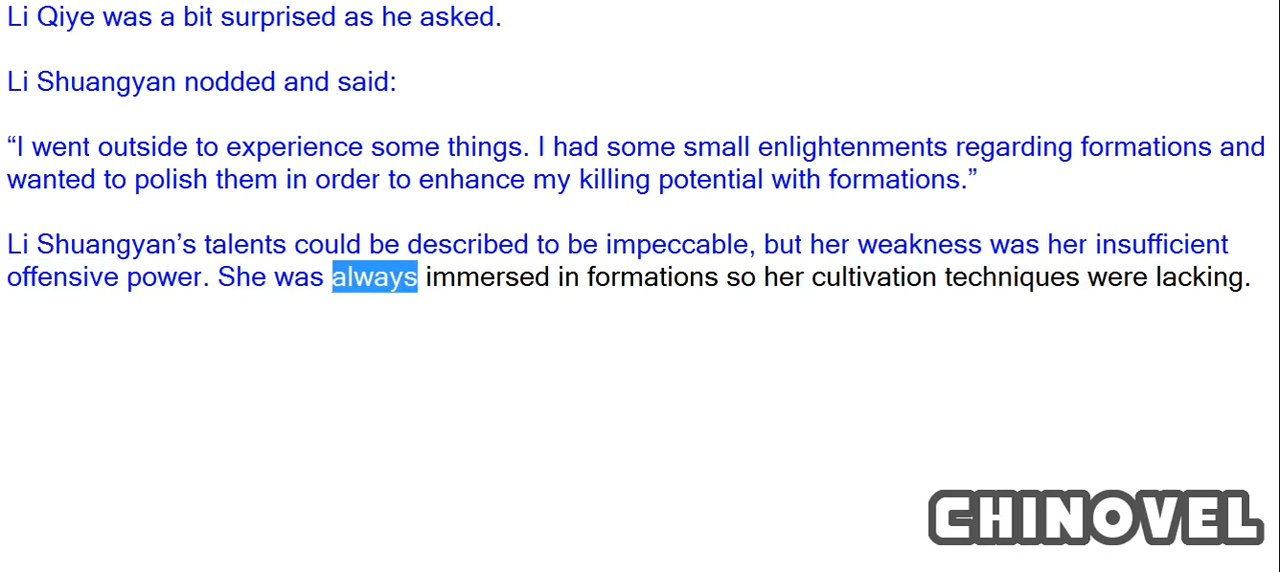 Li Qiye was a bit surprised as he asked.
Li Shuangyan nodded and said:
“I went outside to experience some things. I had some small enlightenments regarding formations and
wanted to polish them in order to enhance my killing potential with formations.”
Li Shuangyan’s talents could be described to be impeccable, but her weakness was her insufficient
offensive power. She was always immersed in formations so her cultivation techniques were lacking.
CHINOVEL